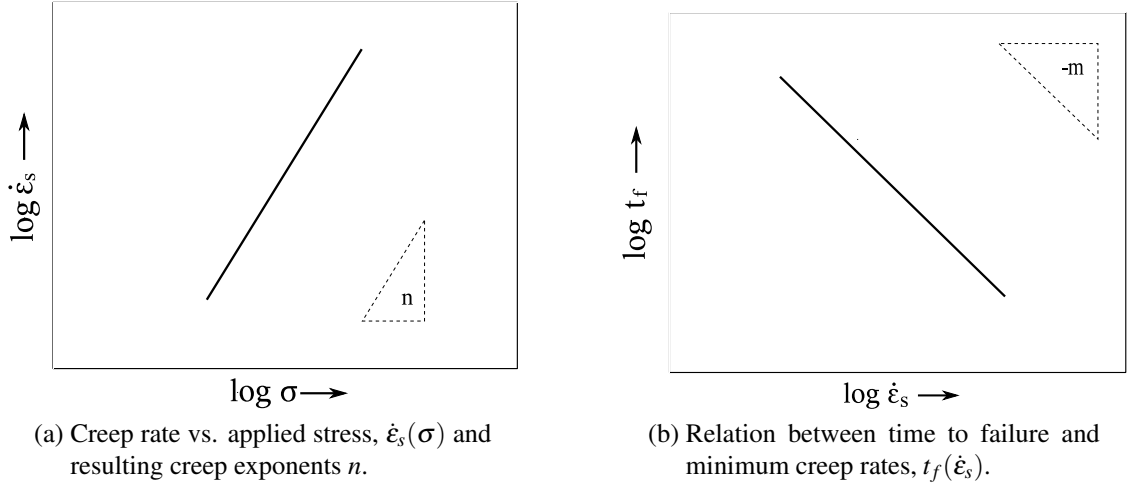 log ε̇s
n
log σ
(a) Creep rate vs. applied stress, ε̇s(σ) and
resulting creep exponents n.
log tf
-m
log ε̇s
(b) Relation between time to failure and
minimum creep rates, tf(ε̇s).